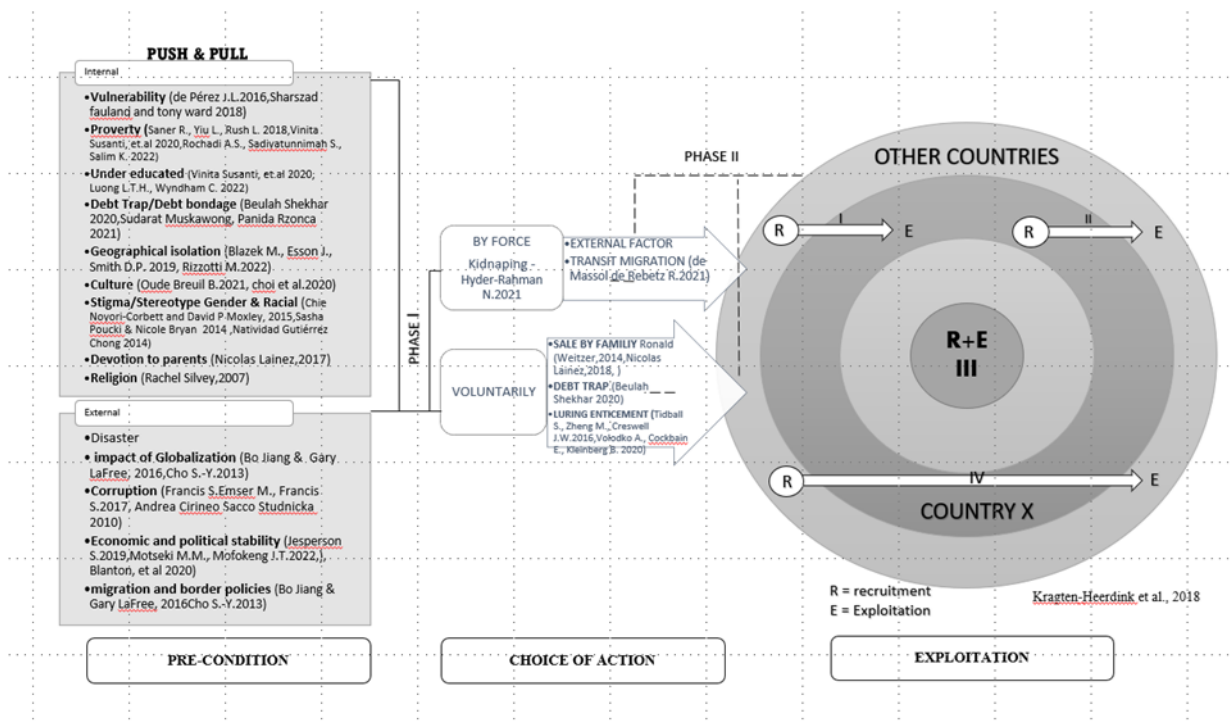 PUSH & PULL
Internal
•Vulnerability (de Pérez J.L.2016,Sharszad
fauland and tony ward 2018)
•Proverty (Saner R., Yiu L., Rush L. 2018,Vinita
Susanti, et.al 2020,Rochadi A.S., Sadiyatunnimah S.,
Salim K. 2022)
•Under educated (Vinita Susanti, et.al 2020,
Luong L.T.H., Wyndham C. 2022)
•Debt Trap/Debt bondage (Beulah Shekhar
2020,Sudarat Muskawong, Panida Rzonca
2021)
•Geographical isolation (Blazek M., Esson J.,
Smith D.P. 2019, Rizzotti M.2022)
•Culture (Oude Breuil B.2021, choi et al.2020)
•Stigma/Stereotype Gender & Racial (Chie
Noyori-Corbett and David P Moxley, 2015,Sasha
Poucki & Nicole Bryan 2014 ,Natividad Gutiérrez
Chong 2014)
•Devotion to parents (Nicolas Lainez,2017)
•Religion (Rachel Silvey,2007)
External
•Disaster
• impact of Globalization (Bo Jiang & Gary
LaFree, 2016,Cho S.-Y.2013)
•Corruption (Francis S.Emser M., Francis
S.2017, Andrea Cirineo Sacco Studnicka
2010)
•Economic and political stability (Jesperson
S.2019,Motseki M.M., Mofokeng J.T.2022,),
Blanton, et al 2020)
•migration and border policies (Bo Jiang &
Gary LaFree, 2016Cho S.-Y.2013)
PRE-CONDITION
PHASE I
BY FORCE
Kidnaping -
Hyder-Rahman
N.2021
•EXTERNAL FACTOR
•TRANSIT MIGRATION (de
Massol de Rebetz R.2021)
VOLUNTARILY
•SALE BY FAMILIY Ronald
(Weitzer,2014,Nicolas
Lainez,2018, )
•DEBT TRAP (Beulah
Shekhar 2020)
•LURING ENTICEMENT (Tidball
S., Zheng M., Creswell
J.W.2016,Volodko A., Cockbain
E., Kleinberg B. 2020)
CHOICE OF ACTION
PHASE II
OTHER COUNTRIES
R I E
R II E
R+E
III
R IV E
COUNTRY X
R = recruitment
E = Exploitation
Kragten-Heerdink et al., 2018
EXPLOITATION